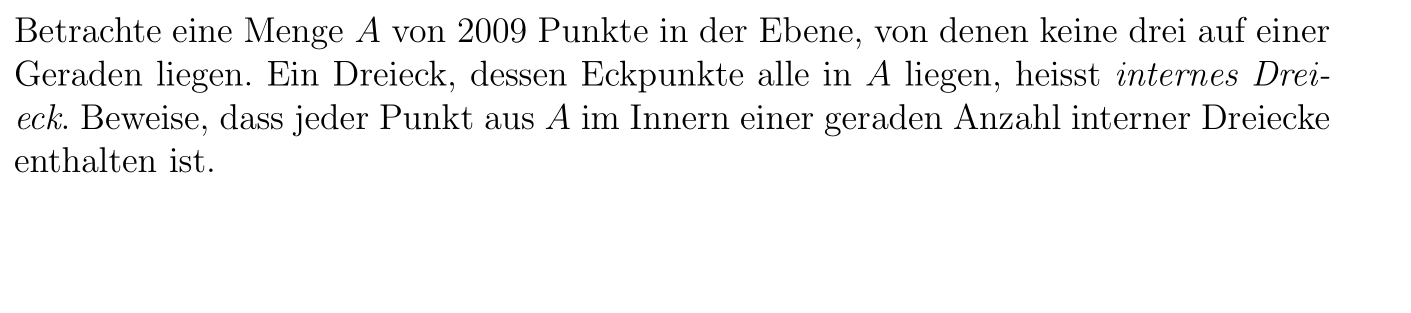 Betrachte eine Menge A von 2009 Punkte in der Ebene, von denen keine drei auf einer
Geraden liegen. Ein Dreieck, dessen Eckpunkte alle in A liegen, heisst internes Drei-
eck. Beweise, dass jeder Punkt aus A im Innern einer geraden Anzahl interner Dreiecke
enthalten ist.